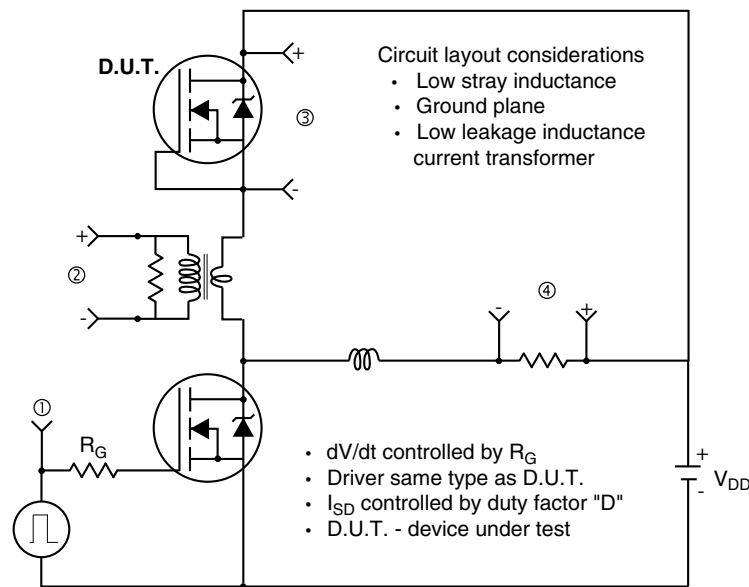 D.U.T.
+
-
③
Circuit layout considerations
• Low stray inductance
• Ground plane
• Low leakage inductance
current transformer
+
②
-
④
- +
①
R_G
• dV/dt controlled by R_G
• Driver same type as D.U.T.
• I_SD controlled by duty factor "D"
• D.U.T. - device under test
+
-
V_DD